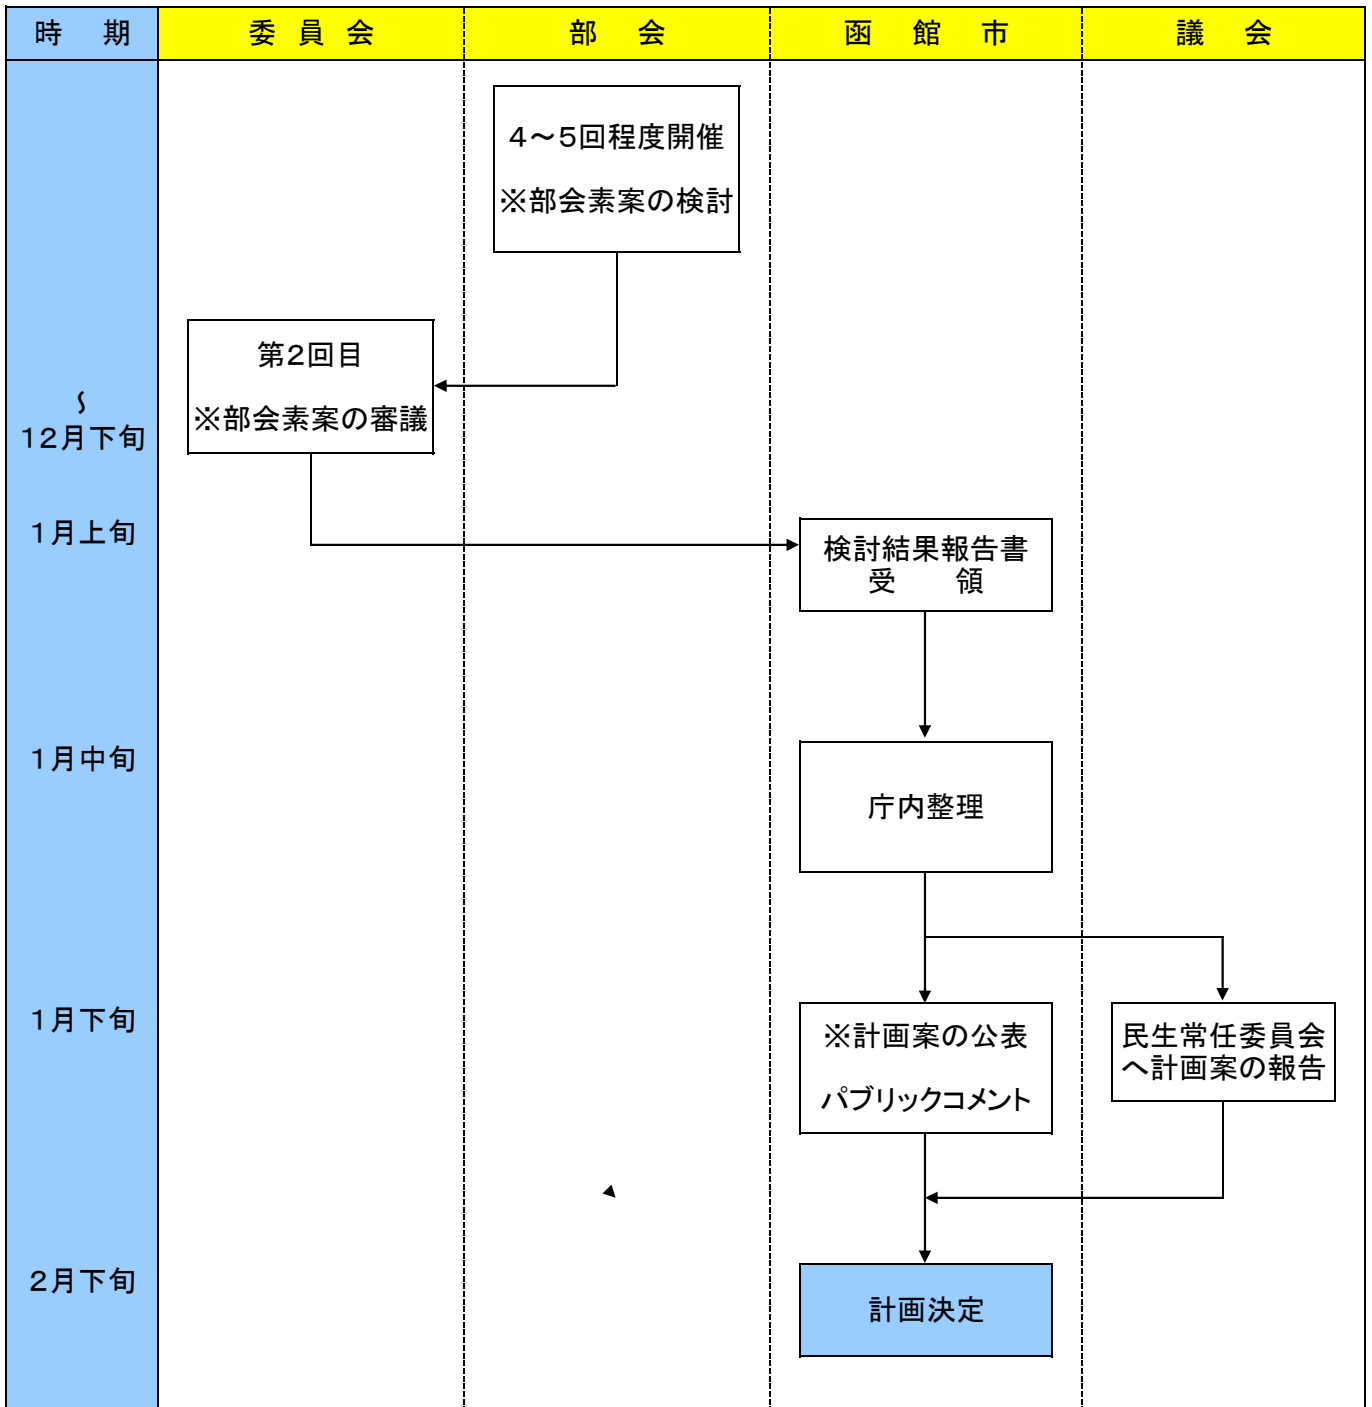 時　期
委員会
部　会
函館市
議　会
４～５回程度開催
※部会素案の検討
第２回目
※部会素案の審議
～
１２月下旬
１月上旬
検討結果報告書
受　　領
１月中旬
庁内整理
１月下旬
※計画案の公表
パブリックコメント
民生常任委員会
へ計画案の報告
２月下旬
計画決定